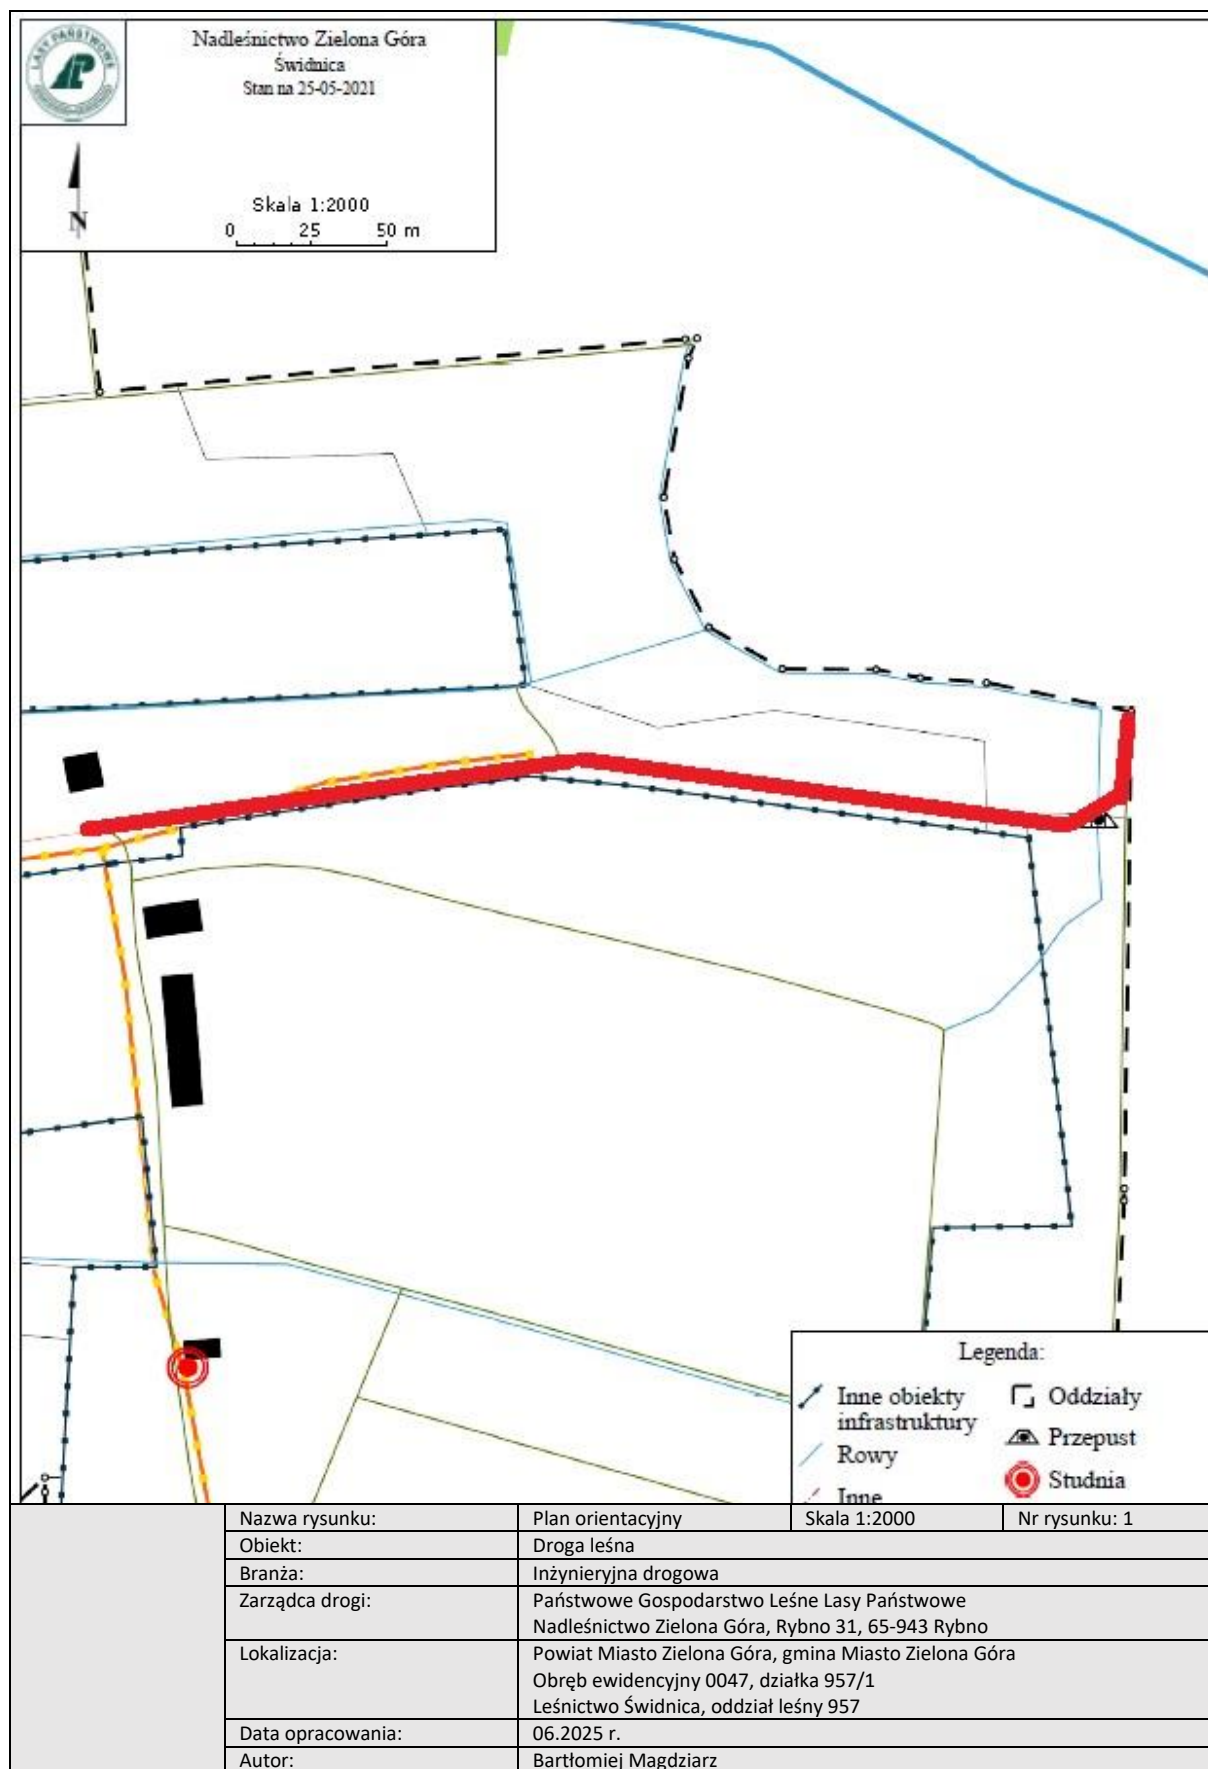 LASY PAŃSTWOWE
Nadleśnictwo Zielona Góra
Świdnica
Stan na 25-05-2021
N
Skala 1:2000
0 25 50 m
Legenda:
Inne obiekty
infrastruktury
Rowy
Inne
Oddziały
Przepust
Studnia
Nazwa rysunku: Plan orientacyjny Skala 1:2000 Nr rysunku: 1
Obiekt: Droga leśna
Branża: Inżynieryjna drogowa
Zarządca drogi: Państwowe Gospodarstwo Leśne Lasy Państwowe
Nadleśnictwo Zielona Góra, Rybno 31, 65-943 Rybno
Lokalizacja: Powiat Miasto Zielona Góra, gmina Miasto Zielona Góra
Obręb ewidencyjny 0047, działka 957/1
Leśnictwo Świdnica, oddział leśny 957
Data opracowania: 06.2025 r.
Autor: Bartłomiej Magdziarz